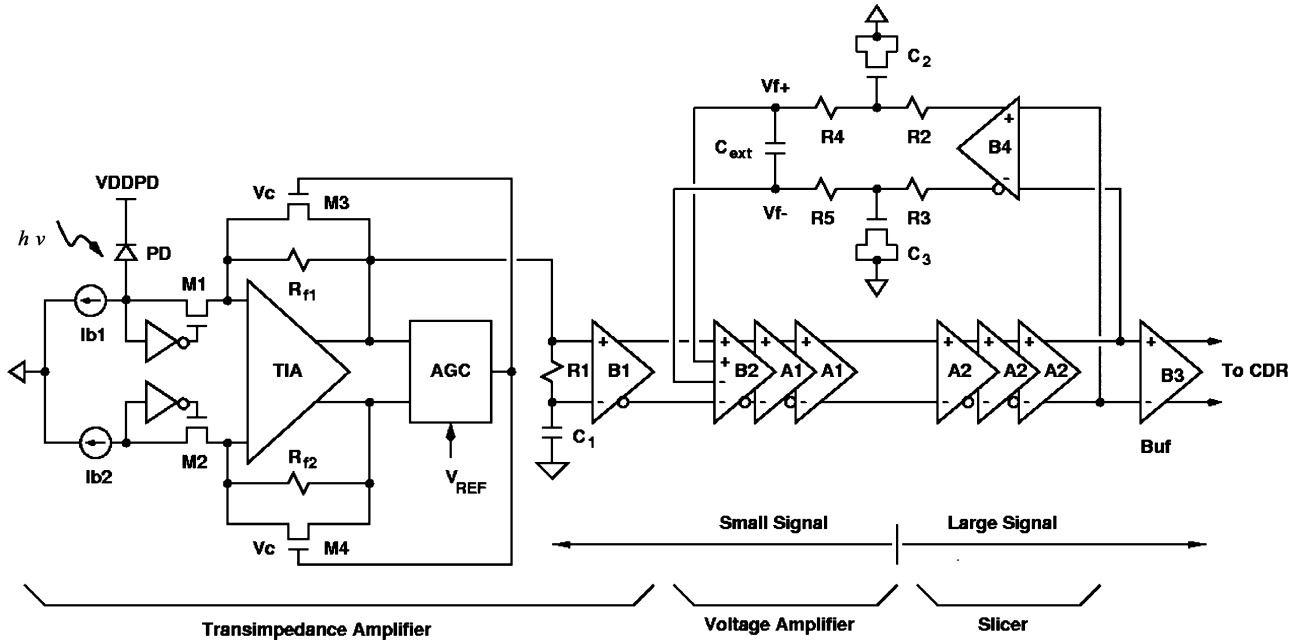 C2
Vf+
R4
R2
+
B4
-
Cext
VDDPD
Vc
M3
R5
R3
Vf-
h ν
PD
C3
M1
Rf1
Ib1
+
+
+
+
+
+
+
+
TIA
AGC
R1
B1
+
-
B2
A1
A1
A2
A2
A2
B3
To CDR
-
-
-
-
-
-
-
-
C1
M2
Ib2
Rf2
VREF
Buf
Vc
M4
Small Signal
Large Signal
Transimpedance Amplifier
Voltage Amplifier
Slicer